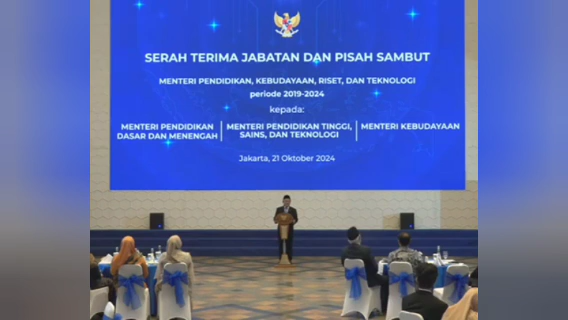 SERAH TERIMA JABATAN DAN PISAH SAMBUT
MENTERI PENDIDIKAN, KEBUDAYAAN, RISET, DAN TEKNOLOGI
periode 2019-2024
kepada:
MENTERI PENDIDIKAN
DASAR DAN MENENGAH
MENTERI PENDIDIKAN TINGGI,
SAINS, DAN TEKNOLOGI
MENTERI KEBUDAYAAN
Jakarta, 21 Oktober 2024